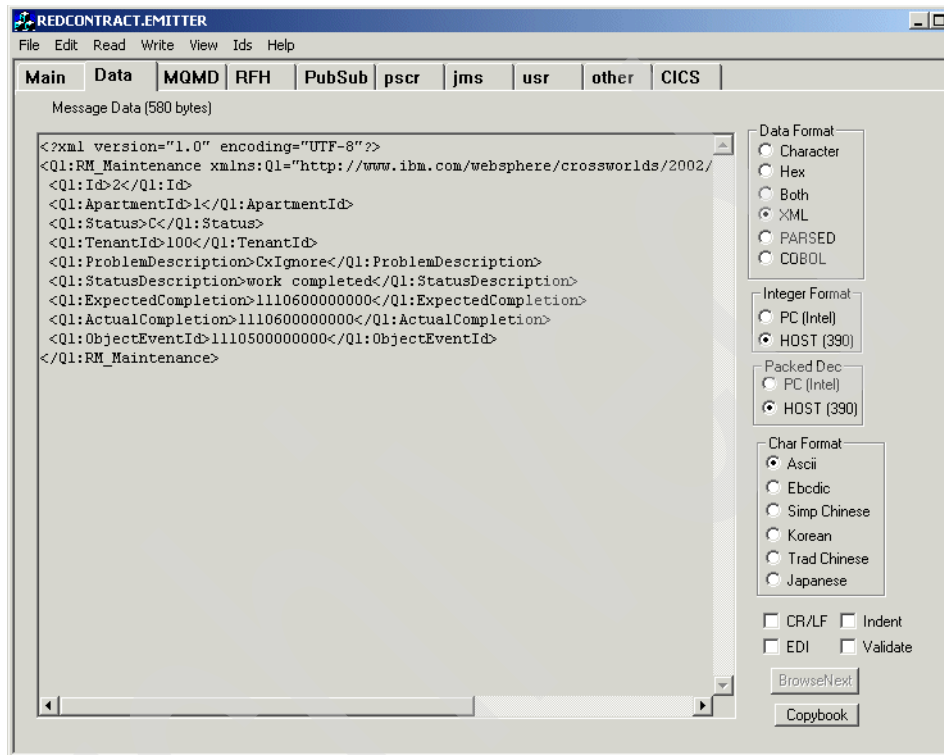 REDCONTRACT.EMITTER
File Edit Read Write View Ids Help
Main Data MQMD RFH PubSub pscr jms usr other CICS
Message Data (580 bytes)
<?xml version="1.0" encoding="UTF-8"?>
<Q1:RM_Maintenance xmlns:Q1="http://www.ibm.com/websphere/crossworlds/2002/
<Q1:Id>2</Q1:Id>
<Q1:ApartmentId>1</Q1:ApartmentId>
<Q1:Status>C</Q1:Status>
<Q1:TenantId>100</Q1:TenantId>
<Q1:ProblemDescription>CxIgnore</Q1:ProblemDescription>
<Q1:StatusDescription>work completed</Q1:StatusDescription>
<Q1:ExpectedCompletion>1110600000000</Q1:ExpectedCompletion>
<Q1:ActualCompletion>1110600000000</Q1:ActualCompletion>
<Q1:ObjectEventId>1110500000000</Q1:ObjectEventId>
</Q1:RM_Maintenance>
Data Format
Character
Hex
Both
XML
PARSED
COBOL
Integer Format
PC (Intel)
HOST (390)
Packed Dec
PC (Intel)
HOST (390)
Char Format
Ascii
Ebcdic
Simp Chinese
Korean
Trad Chinese
Japanese
CR/LF Indent
EDI Validate
BrowseNext
Copybook